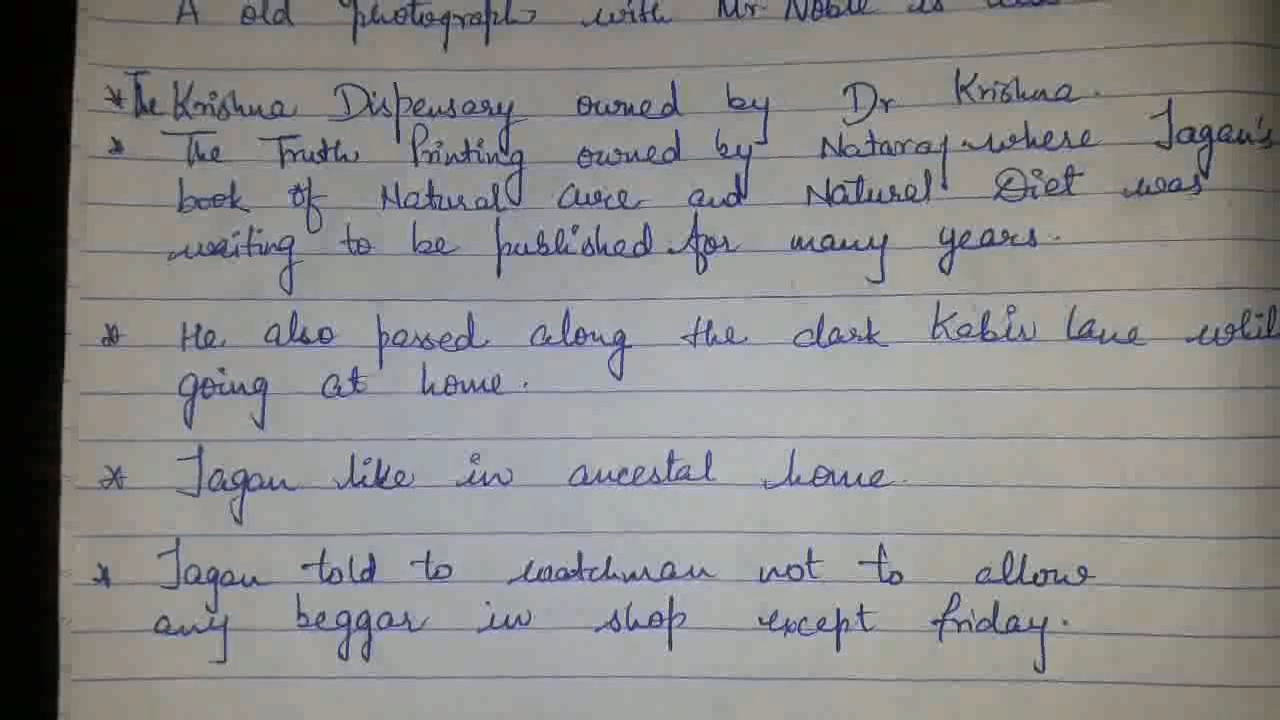 A old photograph with Mr. Noble is
* The Krishna Dispensary owned by Dr Krishna.
* The Truth Printing owned by Nataraj where Jagan's
book of Natural Cure and Natural Diet was
waiting to be published for many years.
* He also passed along the dark Kabir lane whil
going at home.
* Jagan like in ancestal home.
* Jagan told to watchman not to allow
any beggar in shop except friday.